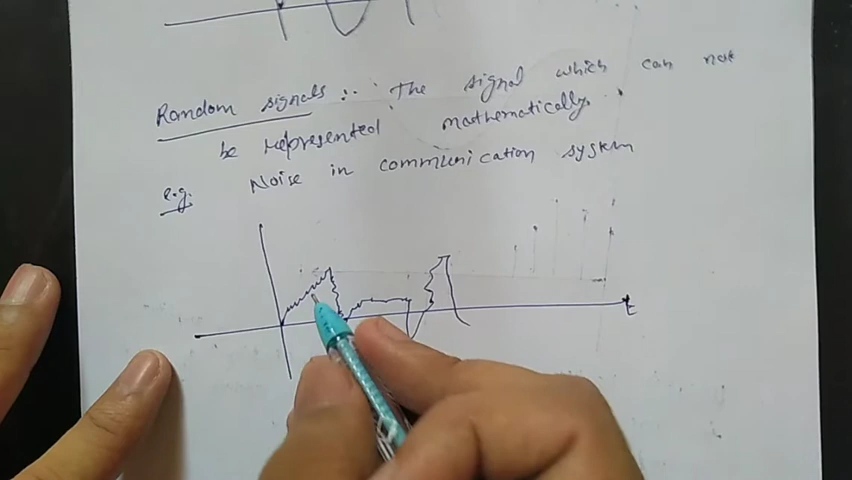 Random signals :- The signal which can not
be represented mathematically.
e.g. Noise in communication system
t